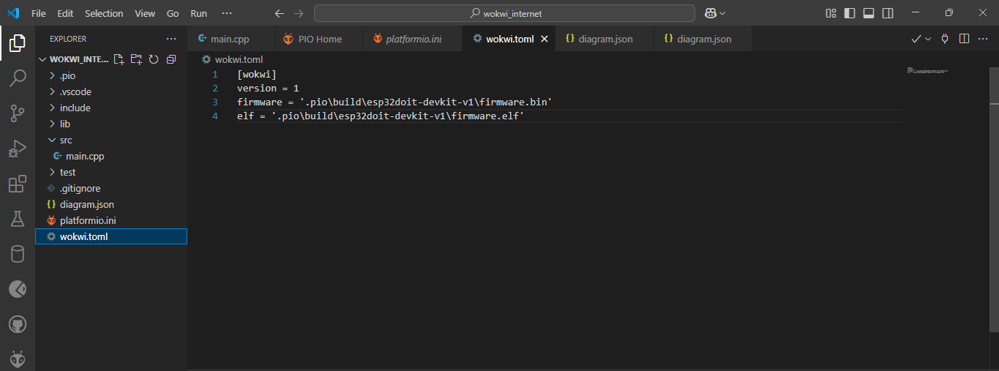 File Edit Selection View Go Run ··· wokwi_internet
EXPLORER ···
main.cpp PIO Home platformio.ini wokwi.toml diagram.json diagram.json ···
WOKWI_INTE...
.pio
.vscode
include
lib
src
main.cpp
test
.gitignore
diagram.json
platformio.ini
wokwi.toml
wokwi.toml
1 [wokwi]
2 version = 1
3 firmware = '.pio\build\esp32doit-devkit-v1\firmware.bin'
4 elf = '.pio\build\esp32doit-devkit-v1\firmware.elf'